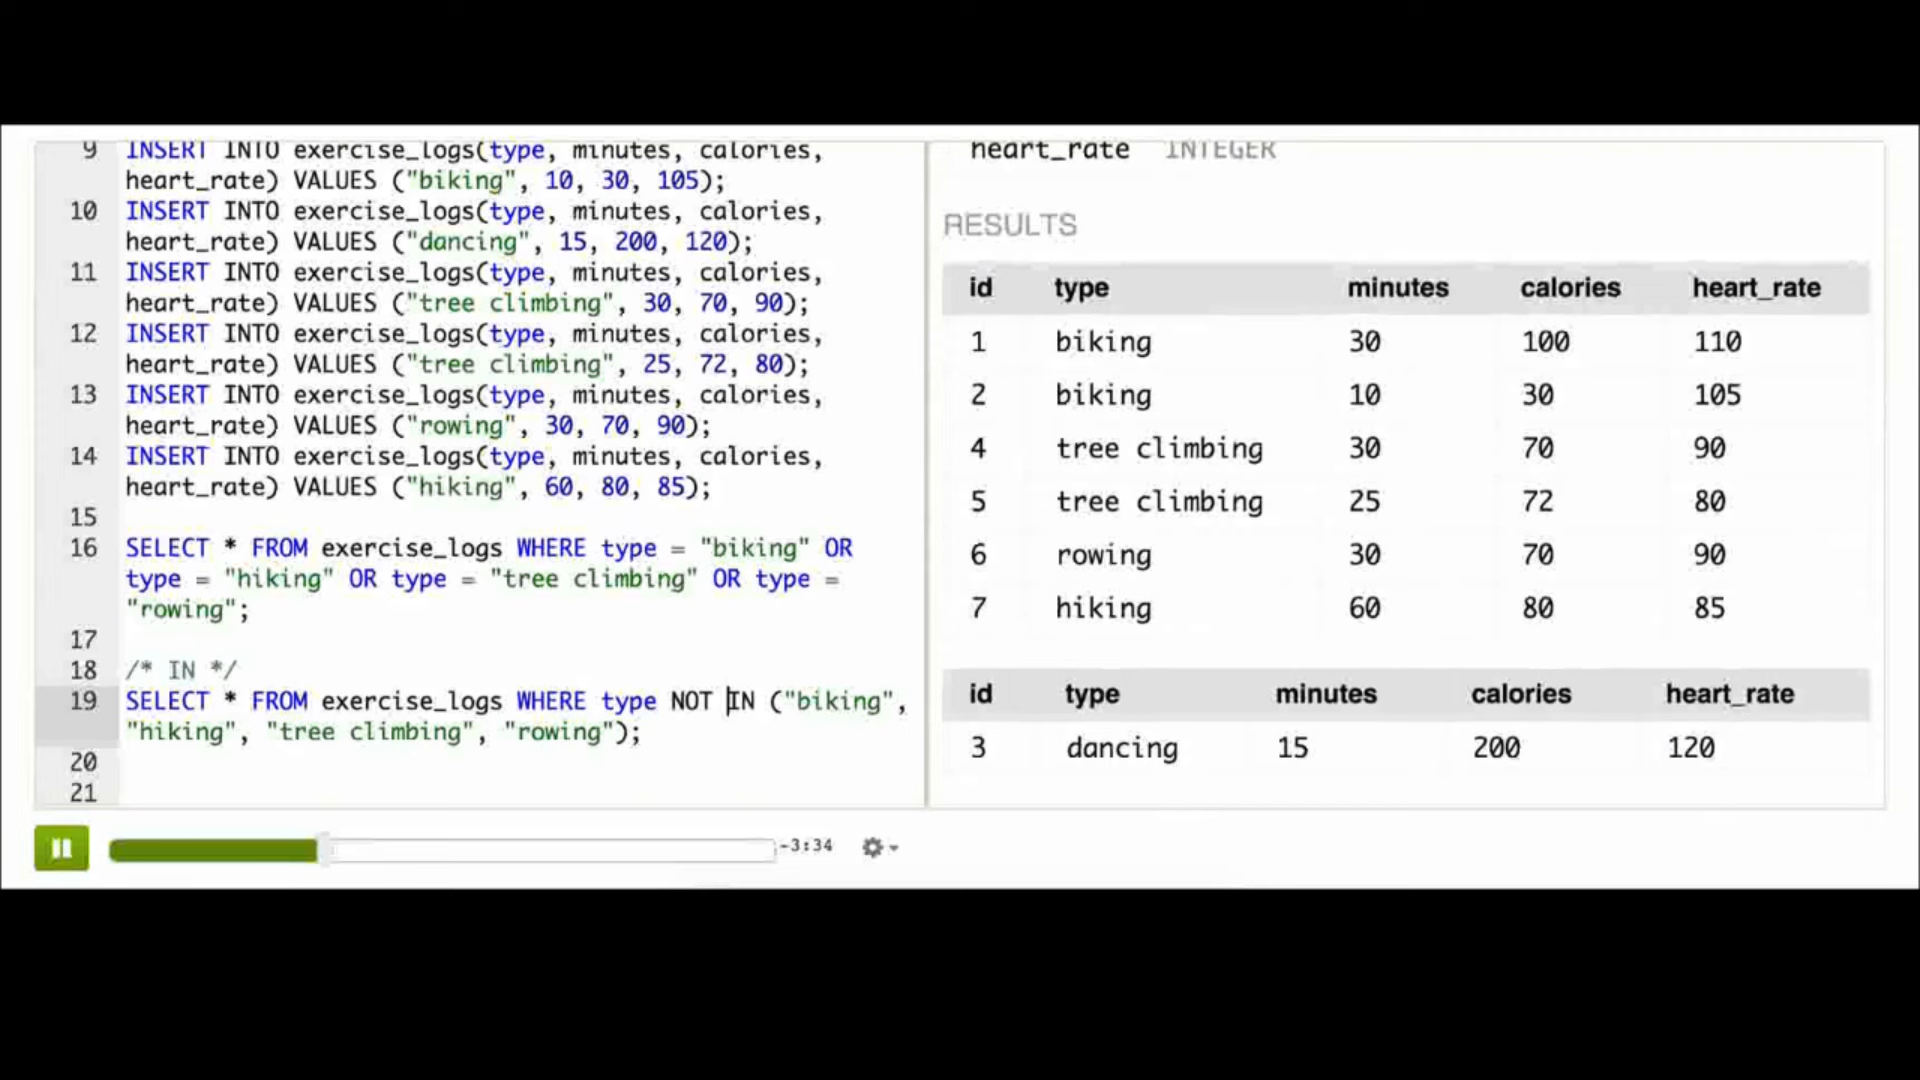 9 INSERT INTO exercise_logs(type, minutes, calories,
heart_rate) VALUES ("biking", 10, 30, 105);
10 INSERT INTO exercise_logs(type, minutes, calories,
heart_rate) VALUES ("dancing", 15, 200, 120);
11 INSERT INTO exercise_logs(type, minutes, calories,
heart_rate) VALUES ("tree climbing", 30, 70, 90);
12 INSERT INTO exercise_logs(type, minutes, calories,
heart_rate) VALUES ("tree climbing", 25, 72, 80);
13 INSERT INTO exercise_logs(type, minutes, calories,
heart_rate) VALUES ("rowing", 30, 70, 90);
14 INSERT INTO exercise_logs(type, minutes, calories,
heart_rate) VALUES ("hiking", 60, 80, 85);
15
16 SELECT * FROM exercise_logs WHERE type = "biking" OR
type = "hiking" OR type = "tree climbing" OR type =
"rowing";
17
18 /* IN */
19 SELECT * FROM exercise_logs WHERE type NOT IN ("biking",
"hiking", "tree climbing", "rowing");
20
21
heart_rate INTEGER
RESULTS
id type minutes calories heart_rate
1 biking 30 100 110
2 biking 10 30 105
4 tree climbing 30 70 90
5 tree climbing 25 72 80
6 rowing 30 70 90
7 hiking 60 80 85
id type minutes calories heart_rate
3 dancing 15 200 120
-3:34